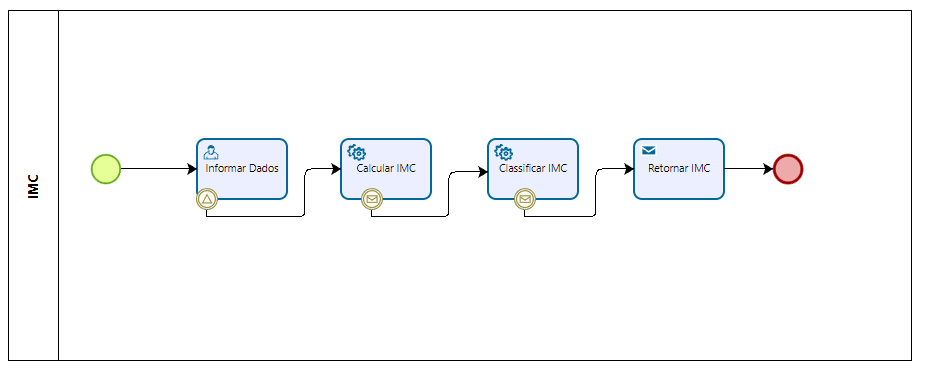 IMC
Informar Dados
Calcular IMC
Classificar IMC
Retornar IMC